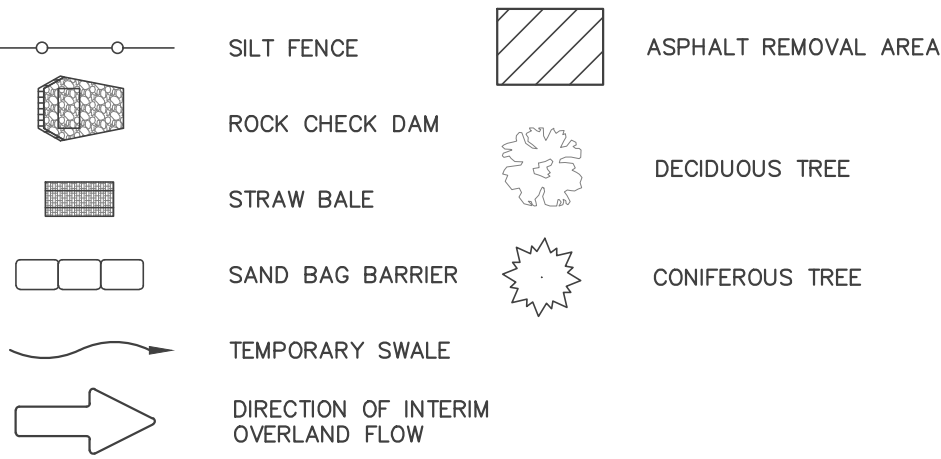 SILT FENCE
ROCK CHECK DAM
STRAW BALE
SAND BAG BARRIER
TEMPORARY SWALE
DIRECTION OF INTERIM
OVERLAND FLOW
ASPHALT REMOVAL AREA
DECIDUOUS TREE
CONIFEROUS TREE